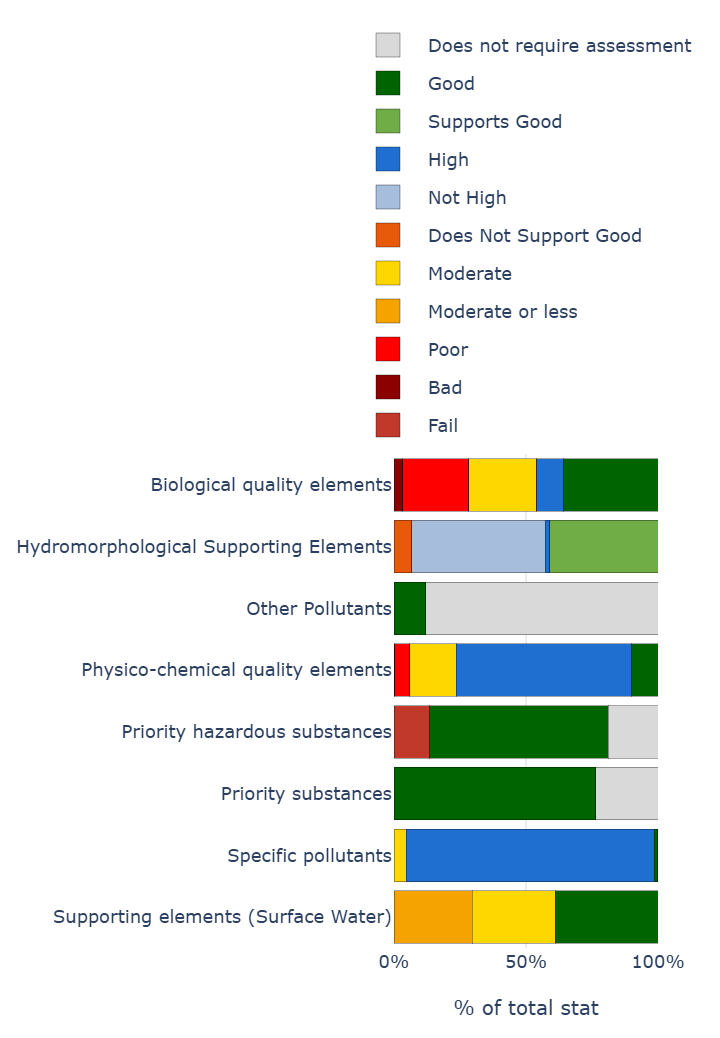 Does not require assessment
Good
Supports Good
High
Not High
Does Not Support Good
Moderate
Moderate or less
Poor
Bad
Fail
Biological quality elements
Hydromorphological Supporting Elements
Other Pollutants
Physico-chemical quality elements
Priority hazardous substances
Priority substances
Specific pollutants
Supporting elements (Surface Water)
0% 50% 100%
% of total stat